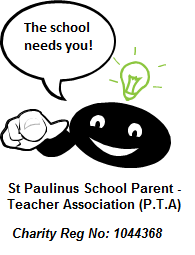 The school
needs you!
St Paulinus School Parent -
Teacher Association (P.T.A)
Charity Reg No: 1044368